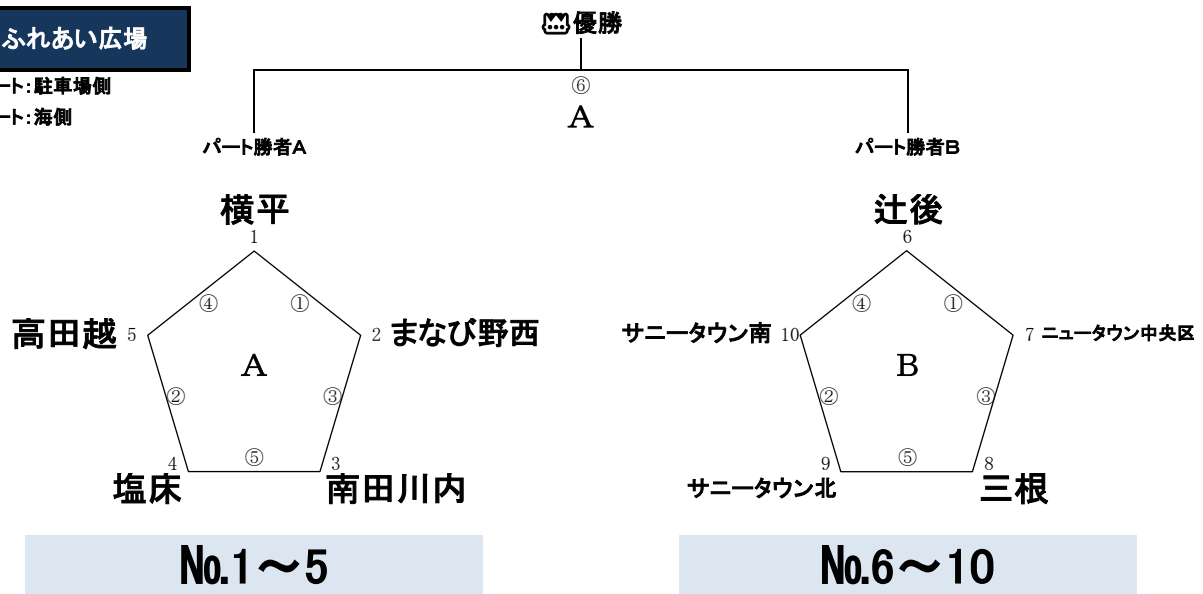 優勝
ふれあい広場
ート:駐車場側
ート:海側
⑥
A
パート勝者A
パート勝者B
横平
1
④
①
高田越
5
2
まなび野西
A
②
③
⑤
4
3
塩床
南田川内
№.1～5
辻後
6
④
①
サニータウン南
10
7
ニュータウン中央区
B
②
③
⑤
9
8
サニータウン北
三根
№.6～10